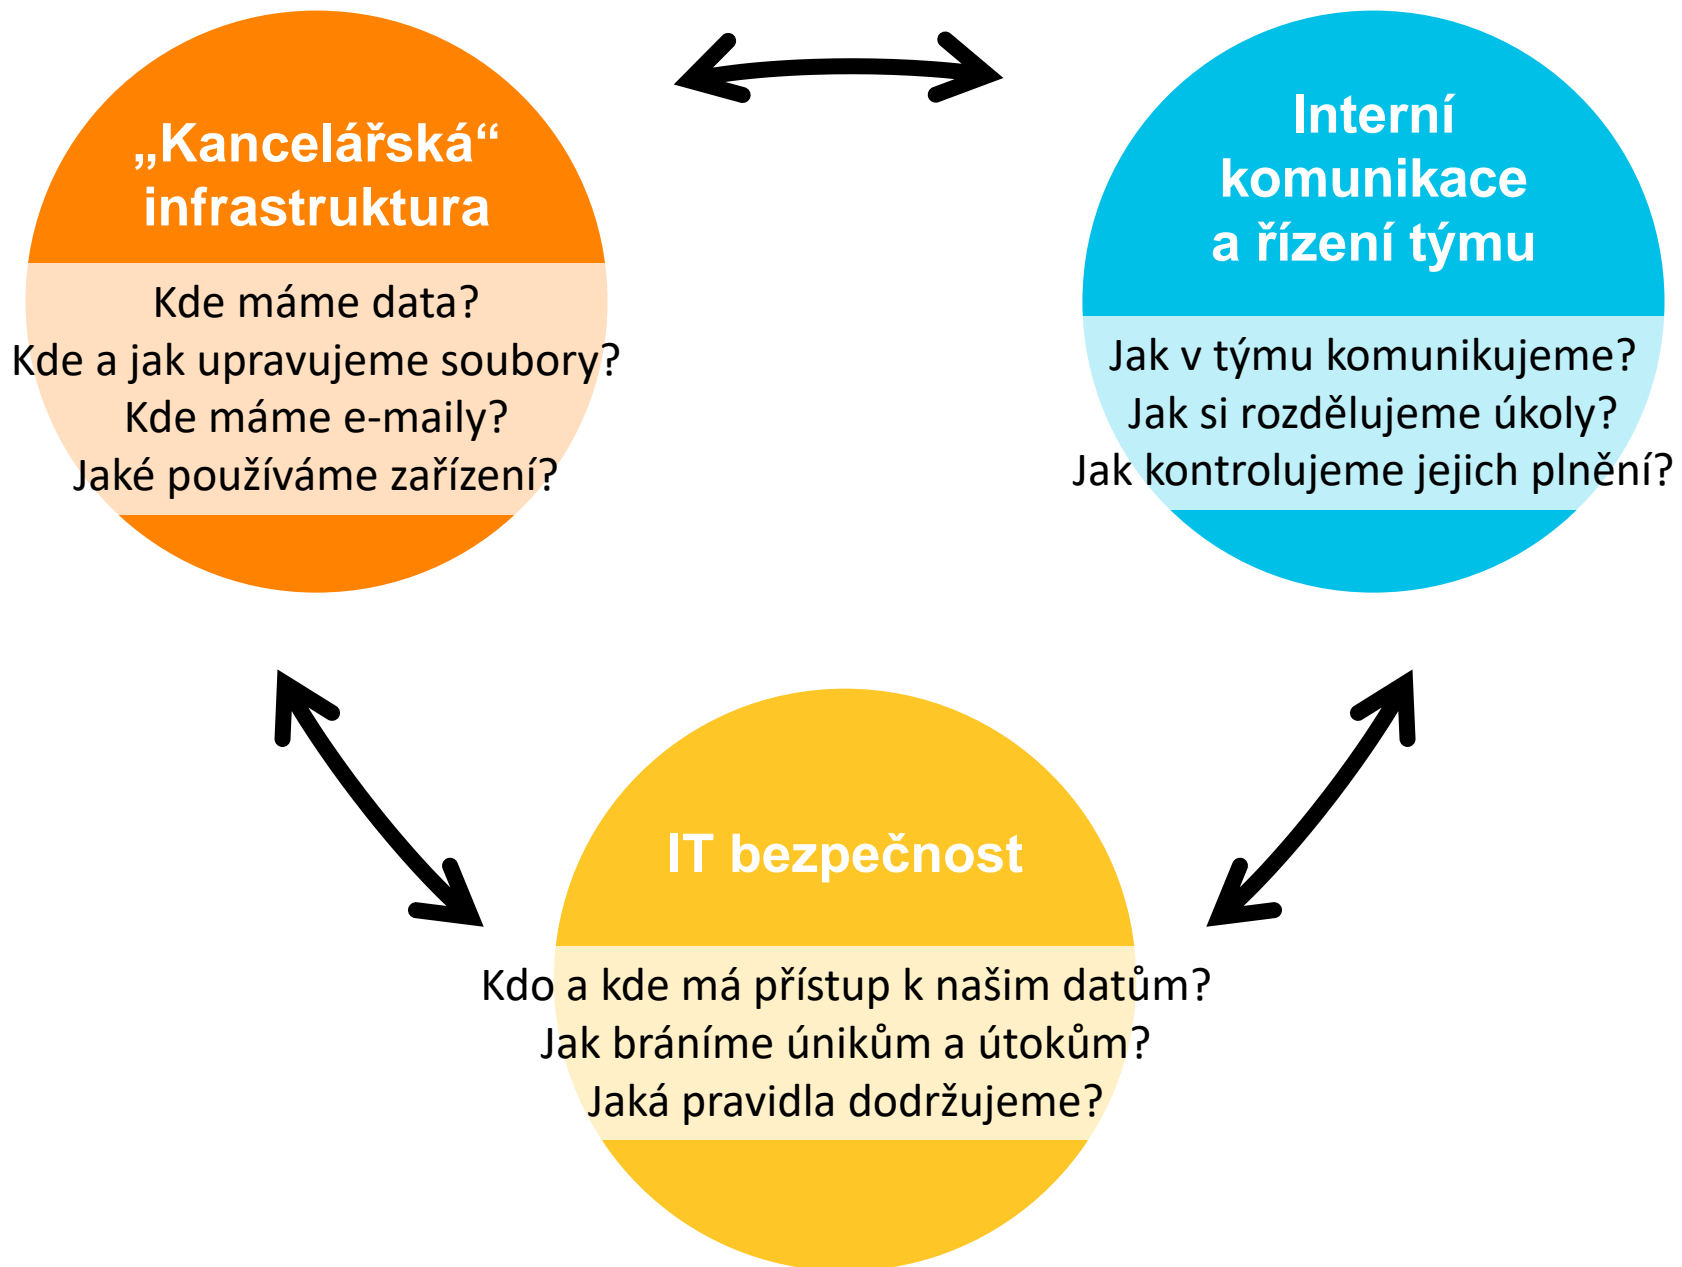 „Kancelářská“
infrastruktura
Kde máme data?
Kde a jak upravujeme soubory?
Kde máme e-maily?
Jaké používáme zařízení?
Interní
komunikace
a řízení týmu
Jak v týmu komunikujeme?
Jak si rozdělujeme úkoly?
Jak kontrolujeme jejich plnění?
IT bezpečnost
Kdo a kde má přístup k našim datům?
Jak bráníme únikům a útokům?
Jaká pravidla dodržujeme?